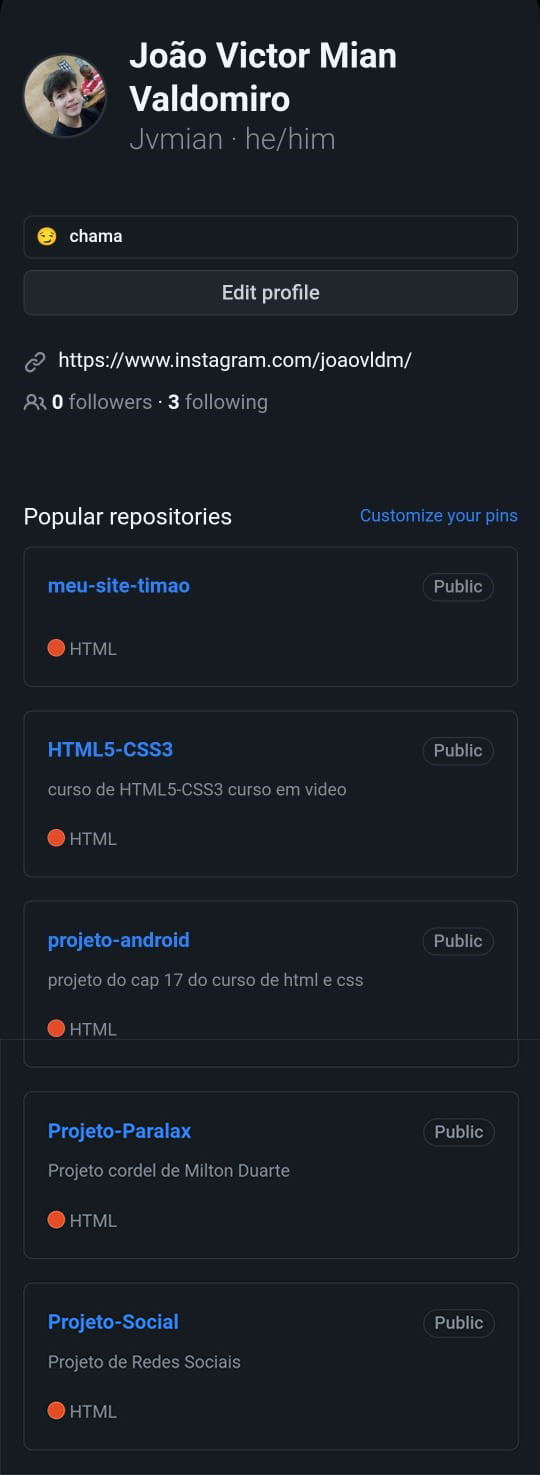 João Victor Mian
Valdomiro
Jvmian · he/him
😏 chama
Edit profile
https://www.instagram.com/joaovldm/
0 followers · 3 following
Popular repositories Customize your pins
meu-site-timao Public
HTML
HTML5-CSS3 Public
curso de HTML5-CSS3 curso em video
HTML
projeto-android Public
projeto do cap 17 do curso de html e css
HTML
Projeto-Paralax Public
Projeto cordel de Milton Duarte
HTML
Projeto-Social Public
Projeto de Redes Sociais
HTML